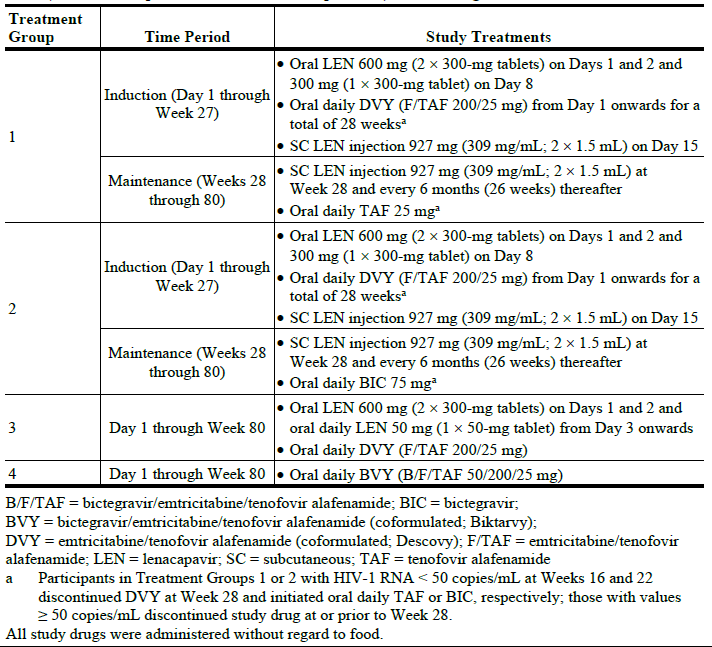 Treatment Group
Time Period
Study Treatments
1
Induction (Day 1 through
Week 27)
• Oral LEN 600 mg (2 × 300-mg tablets) on Days 1 and 2 and
300 mg (1 × 300-mg tablet) on Day 8
• Oral daily DVY (F/TAF 200/25 mg) from Day 1 onwards for a
total of 28 weeksᵃ
• SC LEN injection 927 mg (309 mg/mL; 2 × 1.5 mL) on Day 15
Maintenance (Weeks 28
through 80)
• SC LEN injection 927 mg (309 mg/mL; 2 × 1.5 mL) at
Week 28 and every 6 months (26 weeks) thereafter
• Oral daily TAF 25 mgᵃ
2
Induction (Day 1 through
Week 27)
• Oral LEN 600 mg (2 × 300-mg tablets) on Days 1 and 2 and
300 mg (1 × 300-mg tablet) on Day 8
• Oral daily DVY (F/TAF 200/25 mg) from Day 1 onwards for a
total of 28 weeksᵃ
• SC LEN injection 927 mg (309 mg/mL; 2 × 1.5 mL) on Day 15
Maintenance (Weeks 28
through 80)
• SC LEN injection 927 mg (309 mg/mL; 2 × 1.5 mL) at
Week 28 and every 6 months (26 weeks) thereafter
• Oral daily BIC 75 mgᵃ
3
Day 1 through Week 80
• Oral LEN 600 mg (2 × 300-mg tablets) on Days 1 and 2 and
oral daily LEN 50 mg (1 × 50-mg tablet) from Day 3 onwards
• Oral daily DVY (F/TAF 200/25 mg)
4
Day 1 through Week 80
• Oral daily BVY (B/F/TAF 50/200/25 mg)
B/F/TAF = bictegravir/emtricitabine/tenofovir alafenamide; BIC = bictegravir;
BVY = bictegravir/emtricitabine/tenofovir alafenamide (coformulated; Biktarvy);
DVY = emtricitabine/tenofovir alafenamide (coformulated; Descovy); F/TAF = emtricitabine/tenofovir
alafenamide; LEN = lenacapavir; SC = subcutaneous; TAF = tenofovir alafenamide
a Participants in Treatment Groups 1 or 2 with HIV-1 RNA < 50 copies/mL at Weeks 16 and 22
discontinued DVY at Week 28 and initiated oral daily TAF or BIC, respectively; those with values
≥ 50 copies/mL discontinued study drug at or prior to Week 28.
All study drugs were administered without regard to food.